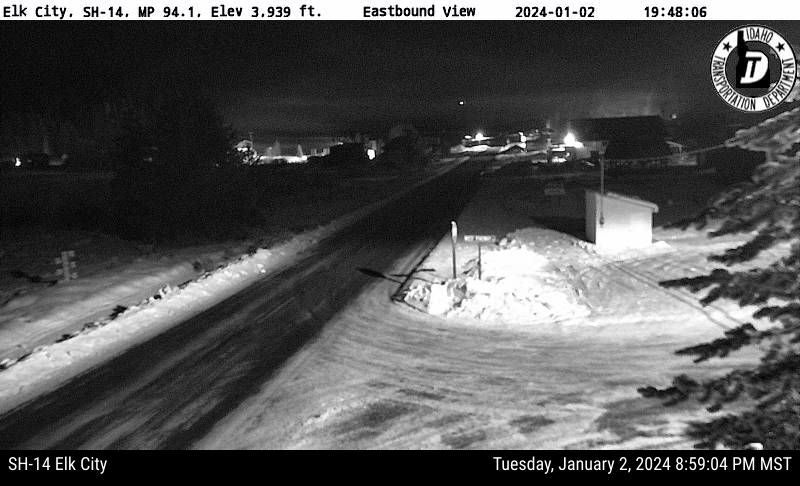 Elk City, SH-14, MP 94.1, Elev 3,939 ft. Eastbound View 2024-01-02 19:48:06
IDAHO
TRANSPORTATION DEPARTMENT
SH-14 Elk City Tuesday, January 2, 2024 8:59:04 PM MST